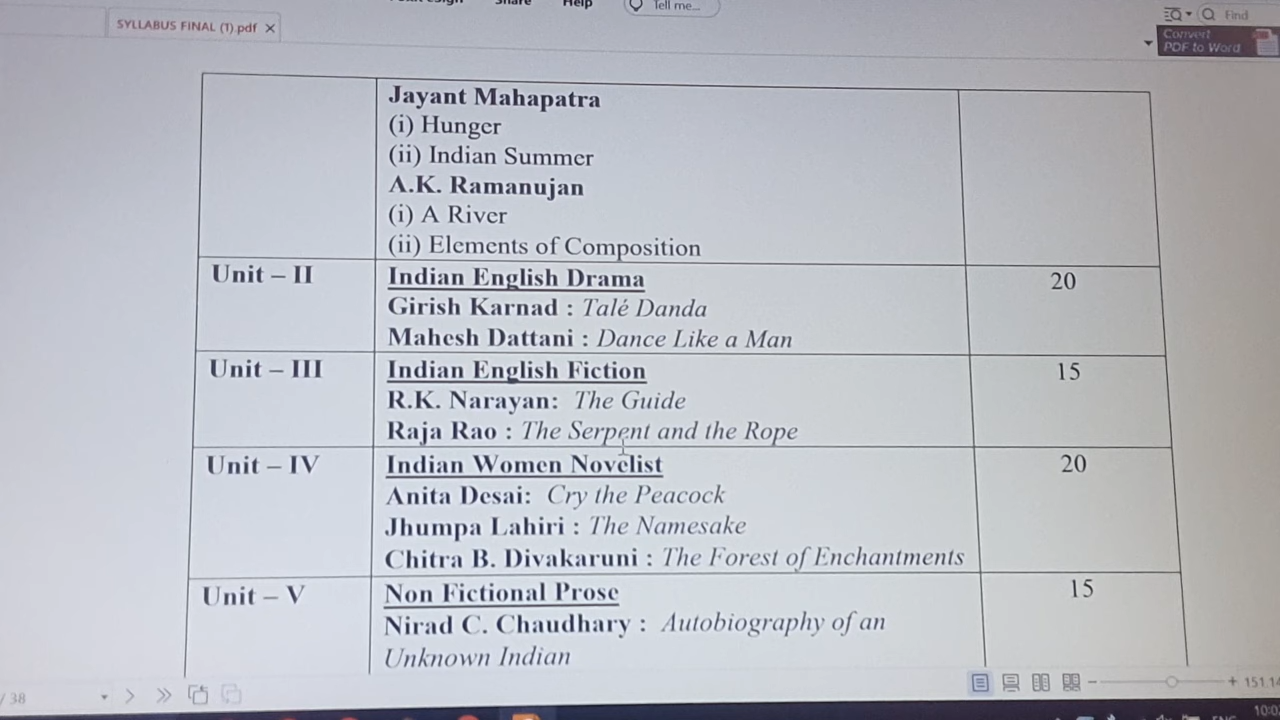 Share
Help
Tell me...
SYLLABUS FINAL (1).pdf ×
Find
Convert
PDF to Word
Jayant Mahapatra
(i) Hunger
(ii) Indian Summer
A.K. Ramanujan
(i) A River
(ii) Elements of Composition
Unit – II
Indian English Drama
20
Girish Karnad : Talé Danda
Mahesh Dattani : Dance Like a Man
Unit – III
Indian English Fiction
15
R.K. Narayan: The Guide
Raja Rao : The Serpent and the Rope
Unit – IV
Indian Women Novelist
20
Anita Desai: Cry the Peacock
Jhumpa Lahiri : The Namesake
Chitra B. Divakaruni : The Forest of Enchantments
Unit – V
Non Fictional Prose
15
Nirad C. Chaudhary : Autobiography of an
Unknown Indian
/ 38